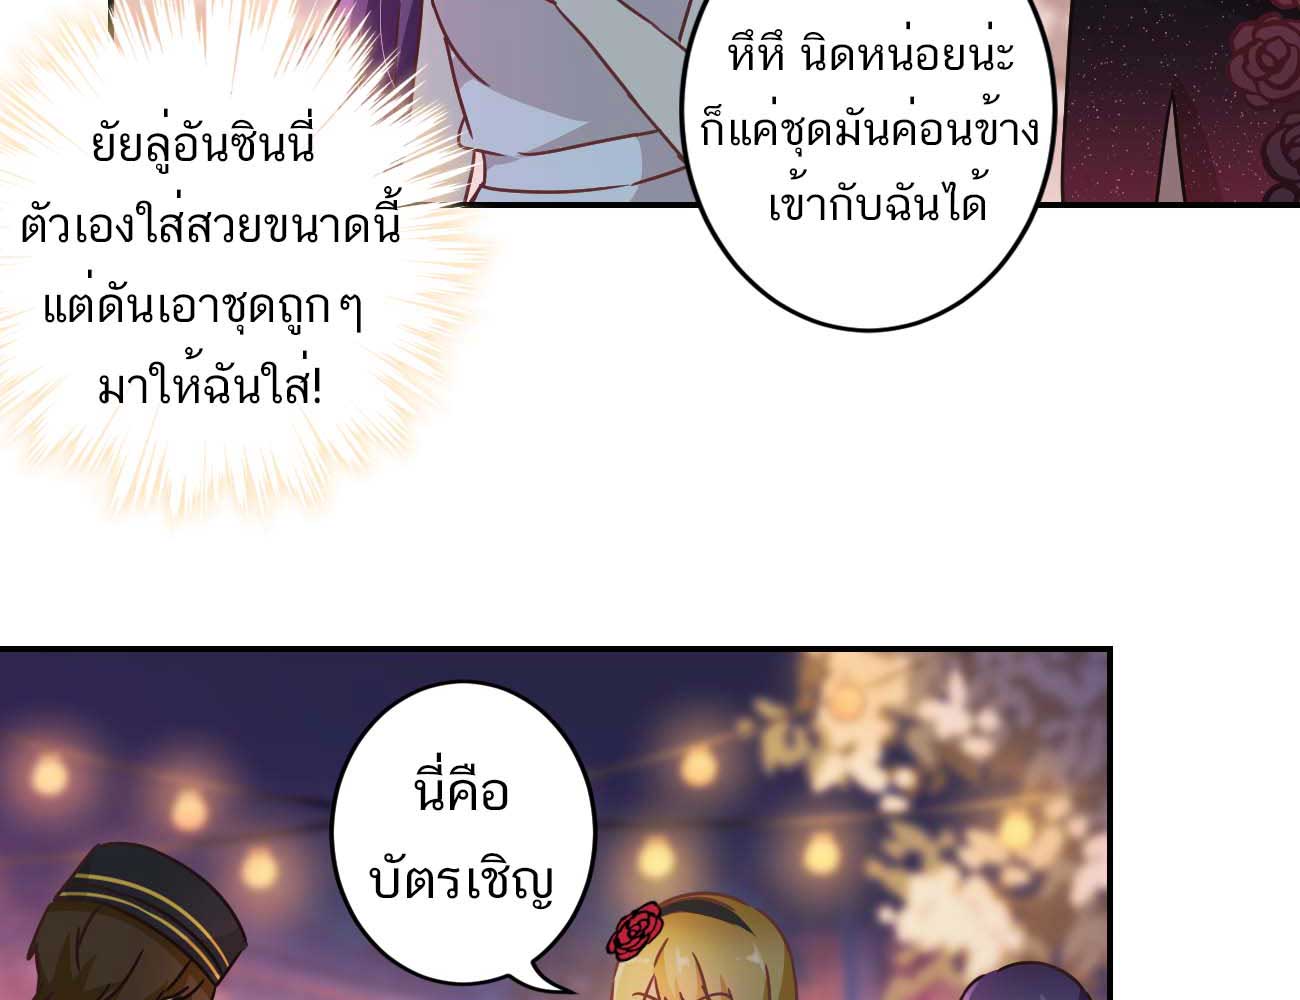 หึหึ นิดหน่อยน่ะ
ก็แค่ชุดมันค่อนข้าง
เข้ากับฉันได้
ยัยลู่อันซินนี่
ตัวเองใส่สวยขนาดนี้
แต่ดันเอาชุดถูกๆ
มาให้ฉันใส่!
นี่คือ
บัตรเชิญ